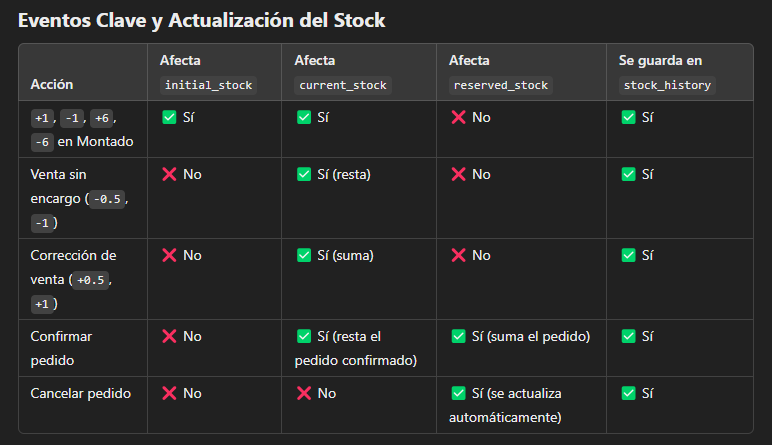 Eventos Clave y Actualización del Stock
Acción
Afecta
initial_stock
Afecta
current_stock
Afecta
reserved_stock
Se guarda en
stock_history
+1, -1, +6,
-6 en Montado
Sí
Sí
No
Sí
Venta sin
encargo (-0.5,
-1)
No
Sí (resta)
No
Sí
Corrección de
venta (+0.5,
+1)
No
Sí (suma)
No
Sí
Confirmar
pedido
No
Sí (resta el
pedido confirmado)
Sí (suma el pedido)
Sí
Cancelar pedido
No
No
Sí (se actualiza
automáticamente)
Sí